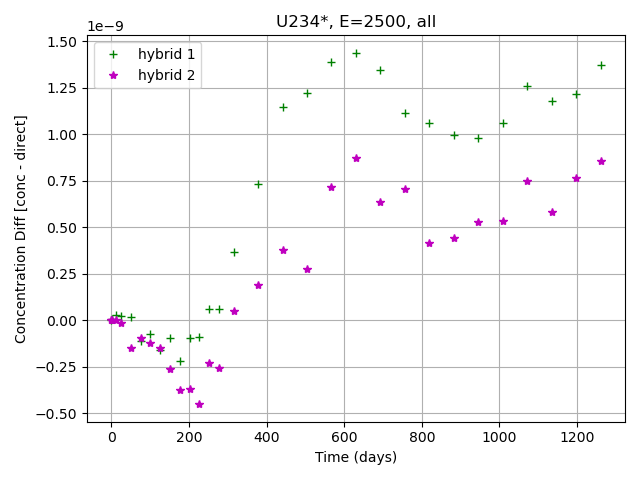 U234*, E=2500, all
1e−9
hybrid 1
hybrid 2
1.50
1.25
1.00
0.75
0.50
0.25
0.00
−0.25
−0.50
Concentration Diff [conc - direct]
0 200 400 600 800 1000 1200
Time (days)